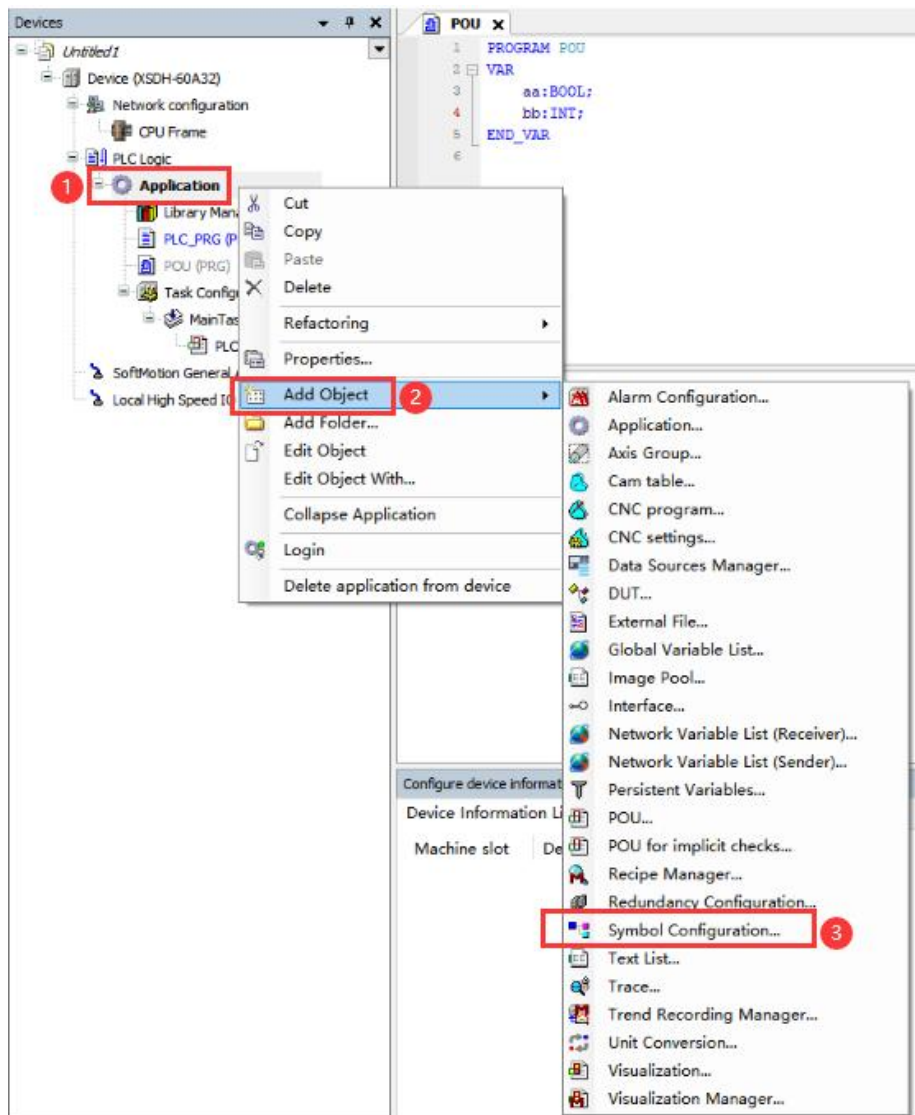 Devices
Untitled1
Device (XSDH-60A32)
Network configuration
CPU Frame
PLC Logic
1
Application
Library Man
PLC_PRG (P
POU (PRG)
Task Config
MainTas
PLC
SoftMotion General
Local High Speed IO
POU
1 PROGRAM POU
2 VAR
3 aa:BOOL;
4 bb:INT;
5 END_VAR
6
Cut
Copy
Paste
Delete
Refactoring
Properties...
Add Object
2
Add Folder...
Edit Object
Edit Object With...
Collapse Application
Login
Delete application from device
Alarm Configuration...
Application...
Axis Group...
Cam table...
CNC program...
CNC settings...
Data Sources Manager...
DUT...
External File...
Global Variable List...
Image Pool...
Interface...
Network Variable List (Receiver)...
Network Variable List (Sender)...
Persistent Variables...
POU...
POU for implicit checks...
Recipe Manager...
Redundancy Configuration...
Symbol Configuration...
3
Text List...
Trace...
Trend Recording Manager...
Unit Conversion...
Visualization...
Visualization Manager...
Configure device informat
Device Information Li
Machine slot De